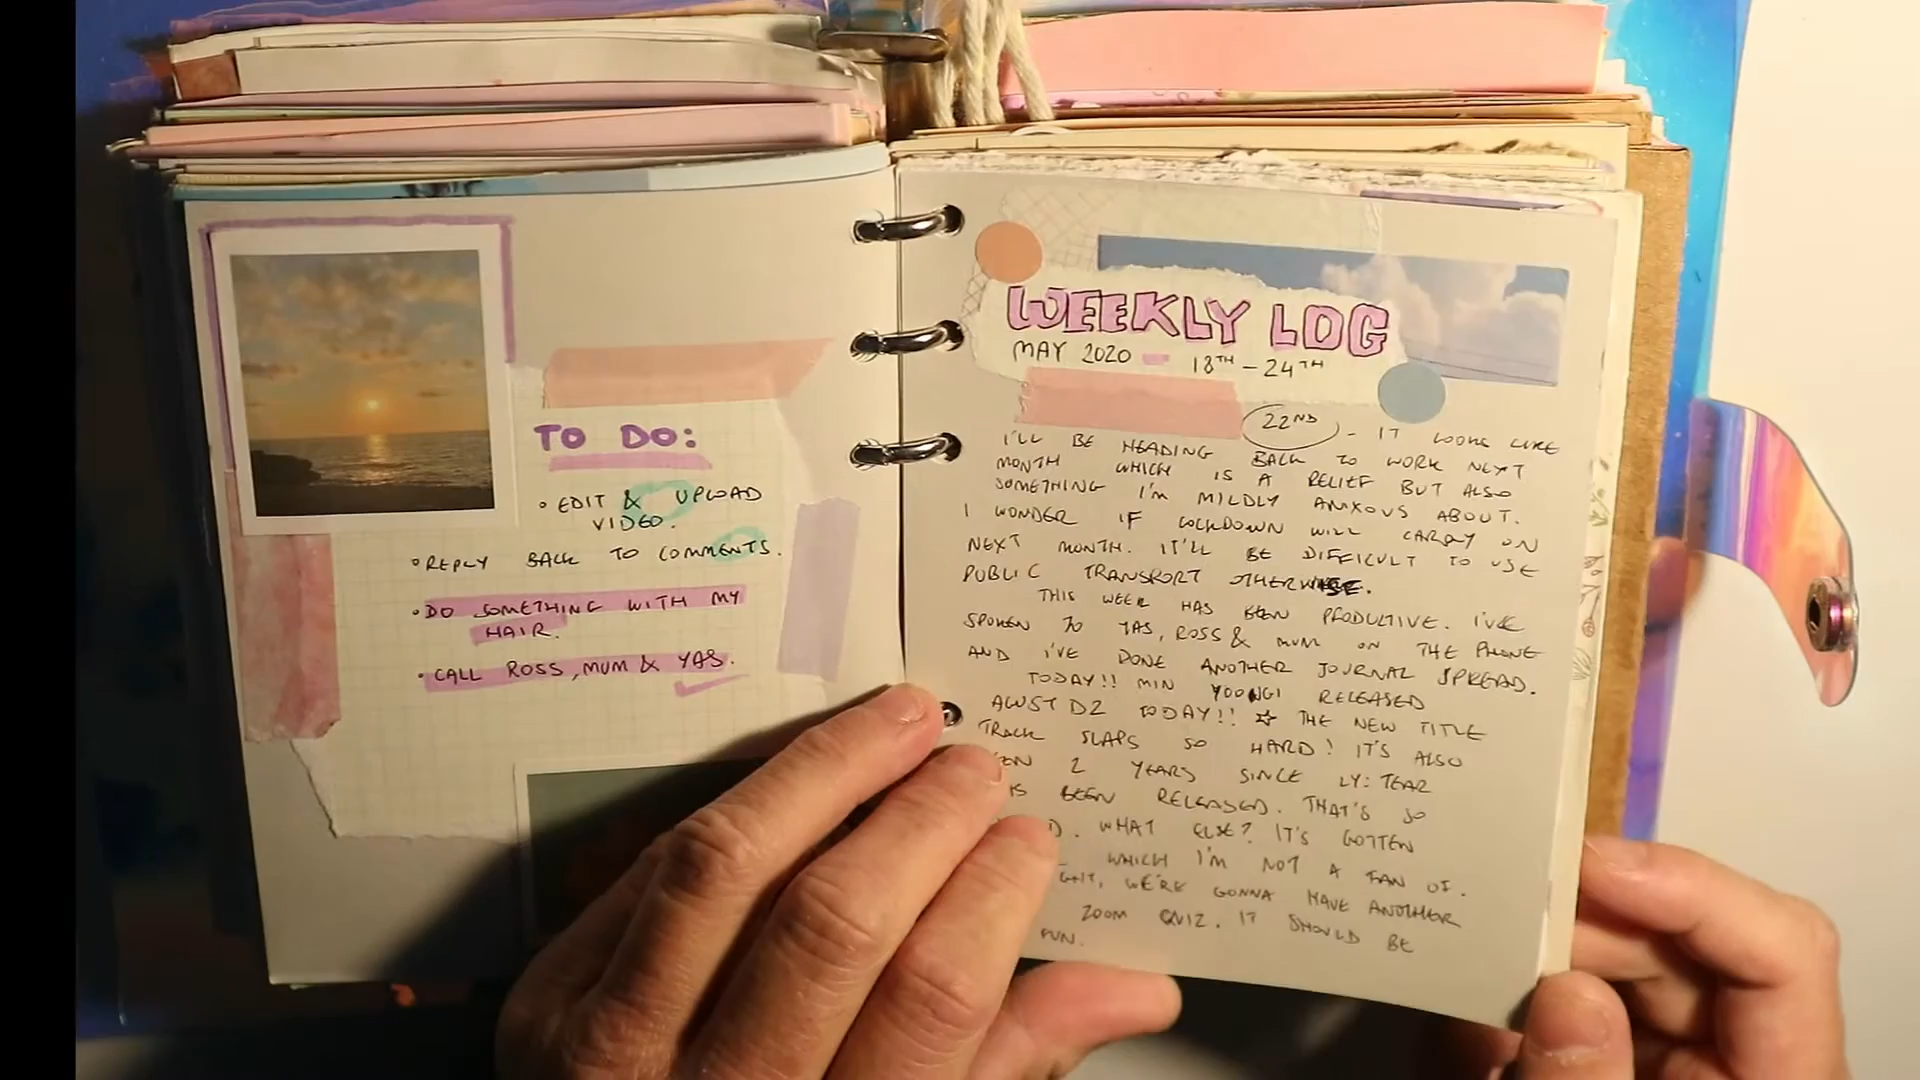 TO DO:
• EDIT & UPLOAD
VIDEO.
• REPLY BACK TO COMMENTS.
• DO SOMETHING WITH MY
HAIR.
• CALL ROSS, MUM & YAS.
WEEKLY LOG
MAY 2020 - 18TH - 24TH
22ND - IT LOOKS LIKE
I'LL BE HEADING BACK TO WORK NEXT
MONTH WHICH IS A RELIEF BUT ALSO
SOMETHING I'M MILDLY ANXIOUS ABOUT.
I WONDER IF LOCKDOWN WILL CARRY ON
NEXT MONTH. IT'LL BE DIFFICULT TO USE
PUBLIC TRANSPORT OTHERWISE.
THIS WEEK HAS BEEN PRODUCTIVE. I'VE
SPOKEN TO YAS, ROSS & MUM ON THE PHONE
AND I'VE DONE ANOTHER JOURNAL SPREAD.
TODAY!! MIN YOONGI RELEASED
AGUST D2 TODAY!! ☆ THE NEW TITLE
TRACK SLAPS SO HARD! IT'S ALSO
2 YEARS SINCE LY: TEAR
BEEN RELEASED. THAT'S SO
WHAT ELSE? IT'S GOTTEN
WHICH I'M NOT A FAN OF.
WE'RE GONNA HAVE ANOTHER
ZOOM QUIZ. IT SHOULD BE
FUN.